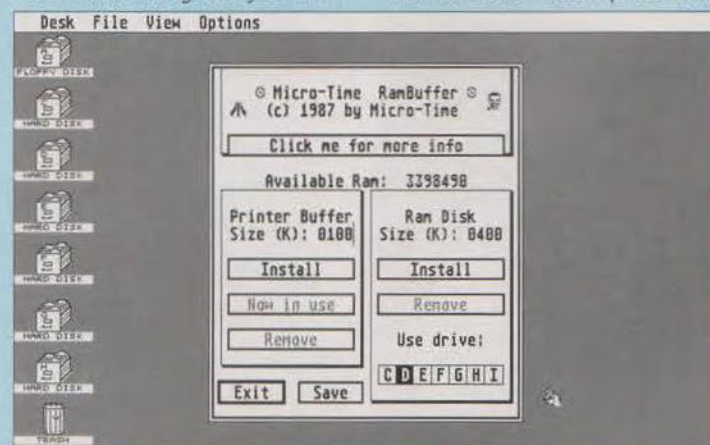 Desk File View Options
FLOPPY DISK
HARD DISK
HARD DISK
HARD DISK
HARD DISK
HARD DISK
HARD DISK
TRASH
Micro-Time RamBuffer
(c) 1987 by Micro-Time
Click me for more info
Available Ram: 3398498
Printer Buffer
Size (K): 0100
Install
Now in use
Remove
Ram Disk
Size (K): 0400
Install
Remove
Use drive:
C D E F G H I
Exit Save